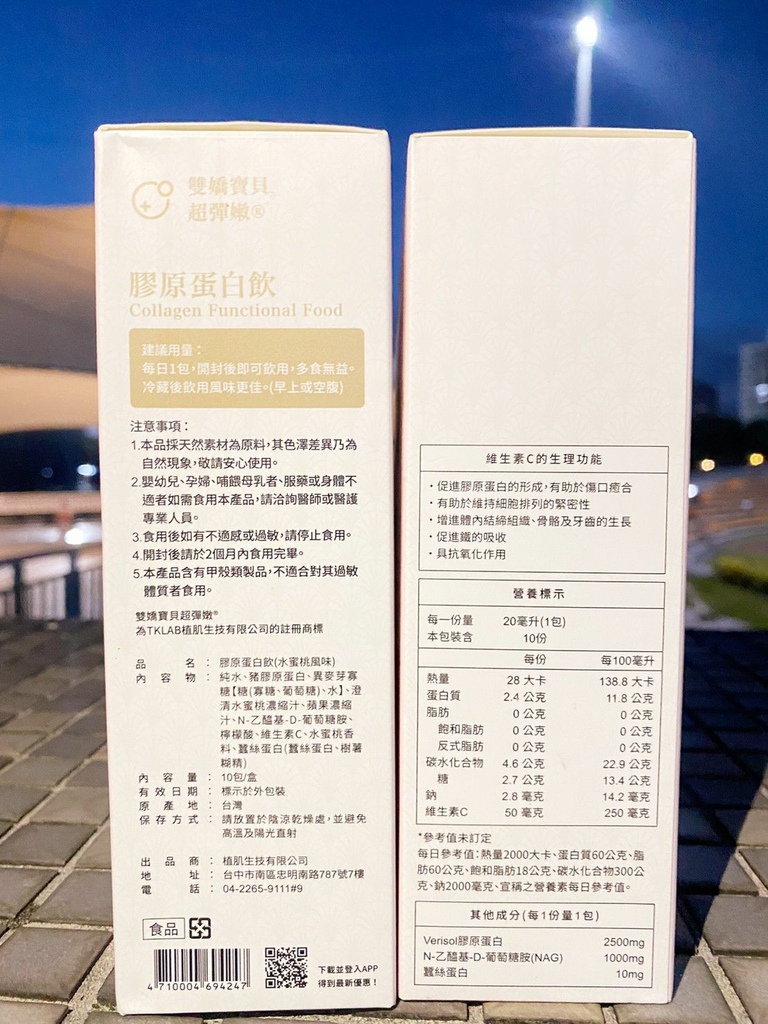 雙嬌寶貝®
超彈嫩®
膠原蛋白飲
Collagen Functional Food
建議用量：
每日1包，開封後即可飲用，多食無益。
冷藏後飲用風味更佳。(早上或空腹)
注意事項：
1.本品採天然素材為原料，其色澤差異乃為
自然現象，敬請安心使用。
2.嬰幼兒、孕婦、哺餵母乳者、服藥或身體不
適者如需食用本產品，請洽詢醫師或醫護
專業人員。
3.食用後如有不適感或過敏，請停止食用。
4.開封後請於2個月內食用完畢。
5.本產品含有甲殼類製品，不適合對其過敏
體質者食用。
雙嬌寶貝超彈嫩®
為TKLAB植肌生技有限公司的註冊商標
品名：膠原蛋白飲(水蜜桃風味)
內容物：純水、豬膠原蛋白、異麥芽寡
糖【糖(寡糖、葡萄糖)、水】、澄
清水蜜桃濃縮汁、蘋果濃縮
汁、N-乙醯基-D-葡萄糖胺、
檸檬酸、維生素C、水蜜桃香
料、蠶絲蛋白(蠶絲蛋白、樹薯
糊精)
內容量：10包/盒
有效日期：標示於外包裝
原產地：台灣
保存方式：請放置於陰涼乾燥處，並避免
高溫及陽光直射
出品商：植肌生技有限公司
地址：台中市南區忠明南路787號7樓
電話：04-2265-9111#9
食品
4 710004 694247
下載並登入APP
得到最新優惠！
維生素C的生理功能
・促進膠原蛋白的形成，有助於傷口癒合
・有助於維持細胞排列的緊密性
・增進體內結締組織、骨骼及牙齒的生長
・促進鐵的吸收
・具抗氧化作用
營養標示
每一份量 20毫升(1包)
本包裝含 10份
每份 每100毫升
熱量 28 大卡 138.8 大卡
蛋白質 2.4 公克 11.8 公克
脂肪 0 公克 0 公克
飽和脂肪 0 公克 0 公克
反式脂肪 0 公克 0 公克
碳水化合物 4.6 公克 22.9 公克
糖 2.7 公克 13.4 公克
鈉 2.8 毫克 14.2 毫克
維生素C 50 毫克 250 毫克
*參考值未訂定
每日參考值：熱量2000大卡、蛋白質60公克、脂
肪60公克、飽和脂肪18公克、碳水化合物300公
克、鈉2000毫克、宣稱之營養素每日參考值。
其他成分(每1份量1包)
Verisol膠原蛋白 2500mg
N-乙醯基-D-葡萄糖胺(NAG) 1000mg
蠶絲蛋白 10mg